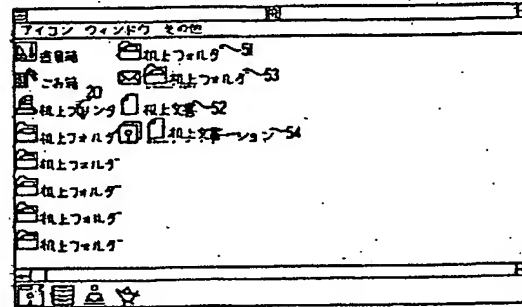 アイコン ウィンドウ その他
道具箱 机上フォルダ 51
ごみ箱 机上フォルダ 53
20
机上プリンタ 机上文書 52
机上フォルダ 机上文書ーション 54
机上フォルダ
机上フォルダ
机上フォルダ
机上フォルダ